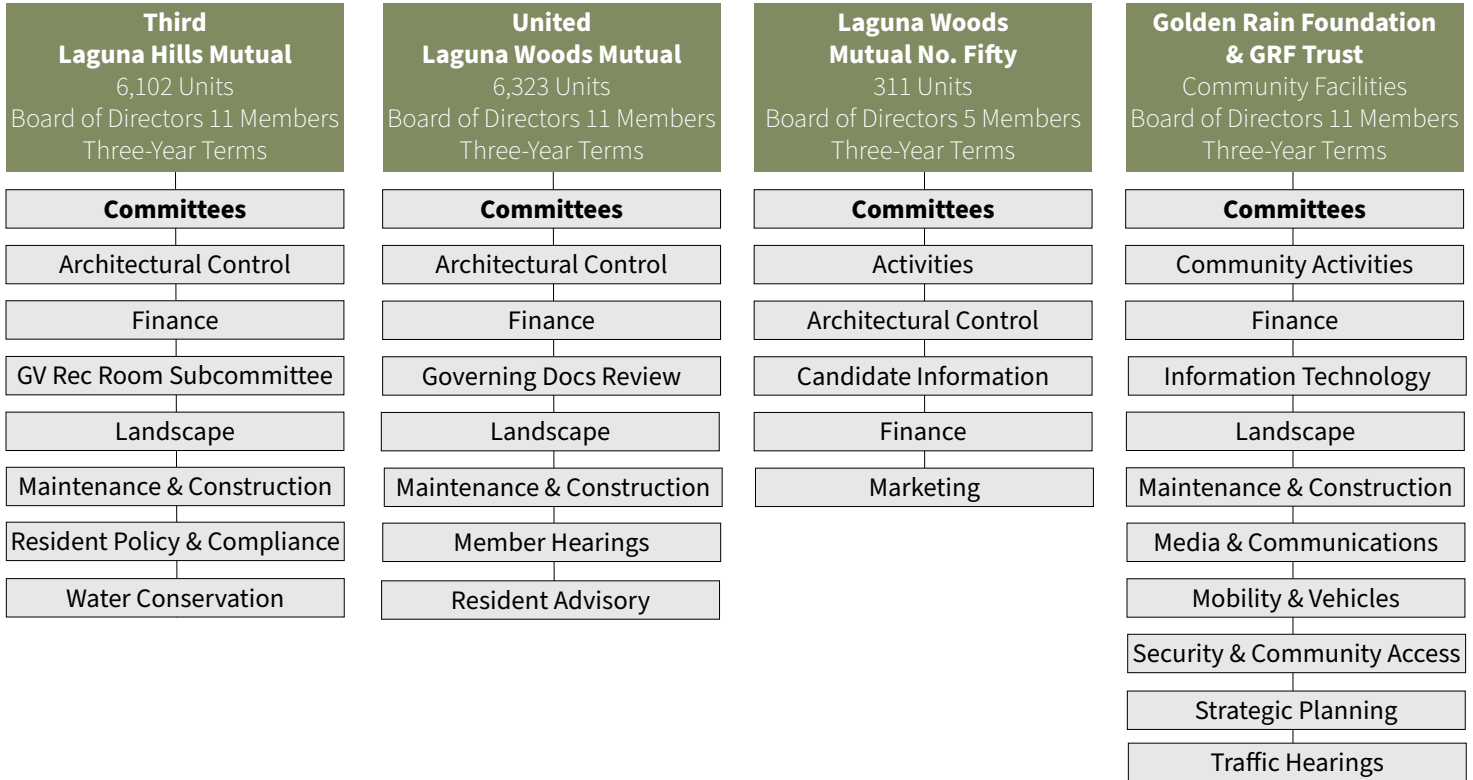 Third
Laguna Hills Mutual
6,102 Units
Board of Directors 11 Members
Three-Year Terms
Committees
Architectural Control
Finance
GV Rec Room Subcommittee
Landscape
Maintenance & Construction
Resident Policy & Compliance
Water Conservation
United
Laguna Woods Mutual
6,323 Units
Board of Directors 11 Members
Three-Year Terms
Committees
Architectural Control
Finance
Governing Docs Review
Landscape
Maintenance & Construction
Member Hearings
Resident Advisory
Laguna Woods
Mutual No. Fifty
311 Units
Board of Directors 5 Members
Three-Year Terms
Committees
Activities
Architectural Control
Candidate Information
Finance
Marketing
Golden Rain Foundation
& GRF Trust
Community Facilities
Board of Directors 11 Members
Three-Year Terms
Committees
Community Activities
Finance
Information Technology
Landscape
Maintenance & Construction
Media & Communications
Mobility & Vehicles
Security & Community Access
Strategic Planning
Traffic Hearings